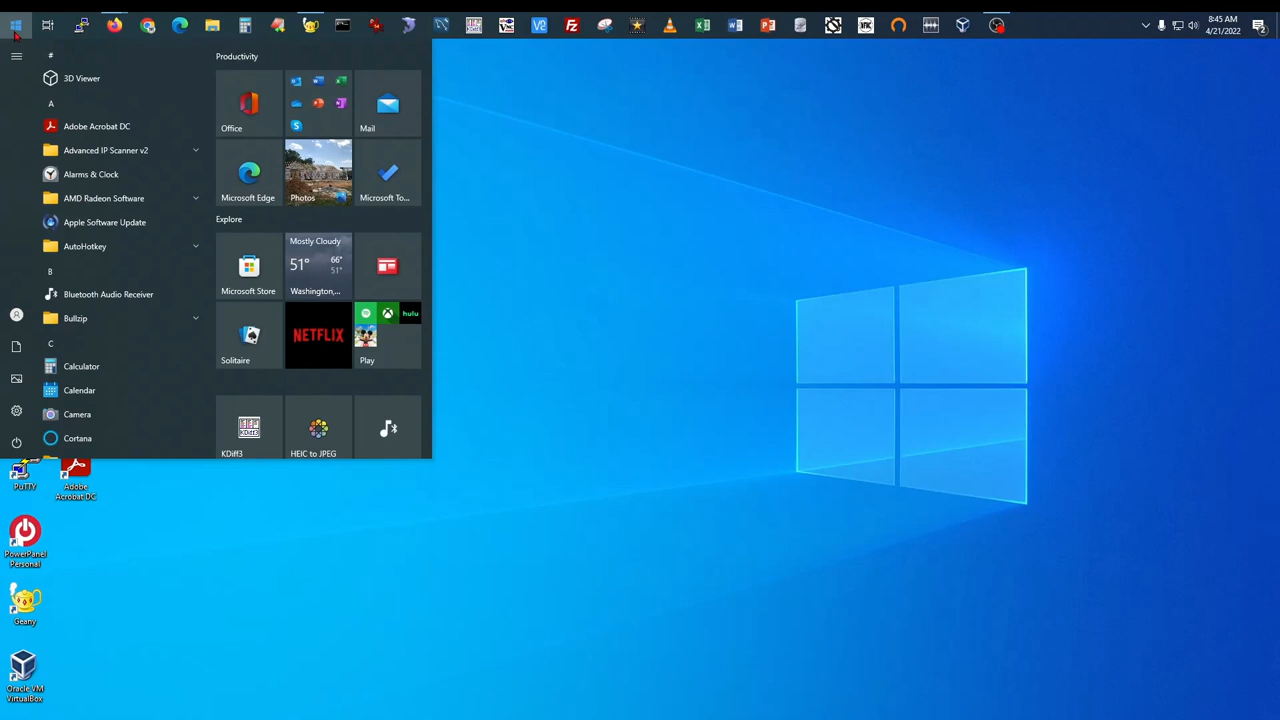 8:45 AM
4/21/2022
2
#
3D Viewer
A
Adobe Acrobat DC
Advanced IP Scanner v2
Alarms & Clock
AMD Radeon Software
Apple Software Update
AutoHotkey
B
Bluetooth Audio Receiver
Bullzip
C
Calculator
Calendar
Camera
Cortana
Productivity
Office
Mail
Microsoft Edge
Photos
Microsoft To...
Explore
Microsoft Store
Mostly Cloudy
51° 66°
51°
Washington,...
Solitaire
NETFLIX
hulu
Play
KDiff3
KDiff3
HEIC to JPEG
PuTTY
Adobe
Acrobat DC
PowerPanel
Personal
Geany
Oracle VM
VirtualBox